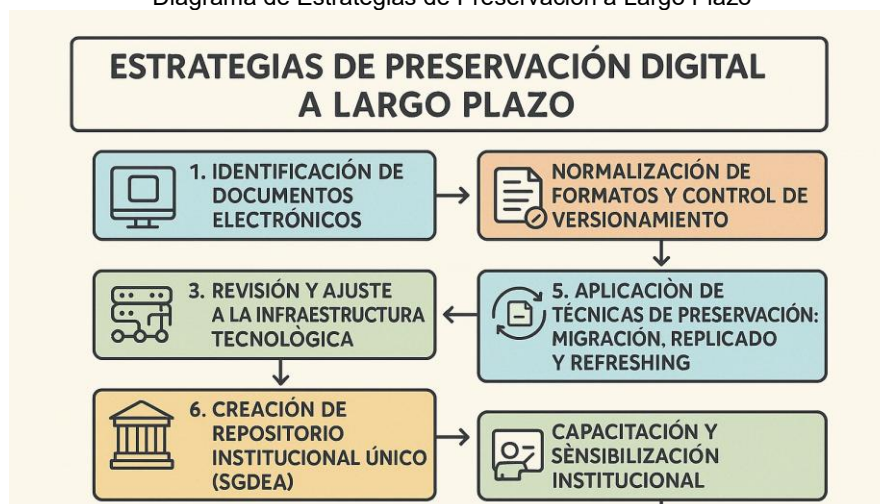 Diagrama de Estrategias de Preservación a Largo Plazo
ESTRATEGIAS DE PRESERVACIÓN DIGITAL
A LARGO PLAZO
1. IDENTIFICACIÓN DE
DOCUMENTOS
ELECTRÓNICOS
NORMALIZACIÓN DE
FORMATOS Y CONTROL DE
VERSIONAMIENTO
3. REVISIÓN Y AJUSTE
A LA INFRAESTRUCTURA
TECNOLÒGICA
5. APLICACIÒN DE
TÉCNICAS DE PRESERVACIÓN:
MIGRACIÓN, REPLICADO
Y REFRESHING
6. CREACIÓN DE
REPOSITORIO
INSTITUCIONAL ÚNICO
(SGDEA)
CAPACITACIÓN Y
SÈNSIBILIZACIÓN
INSTITUCIONAL